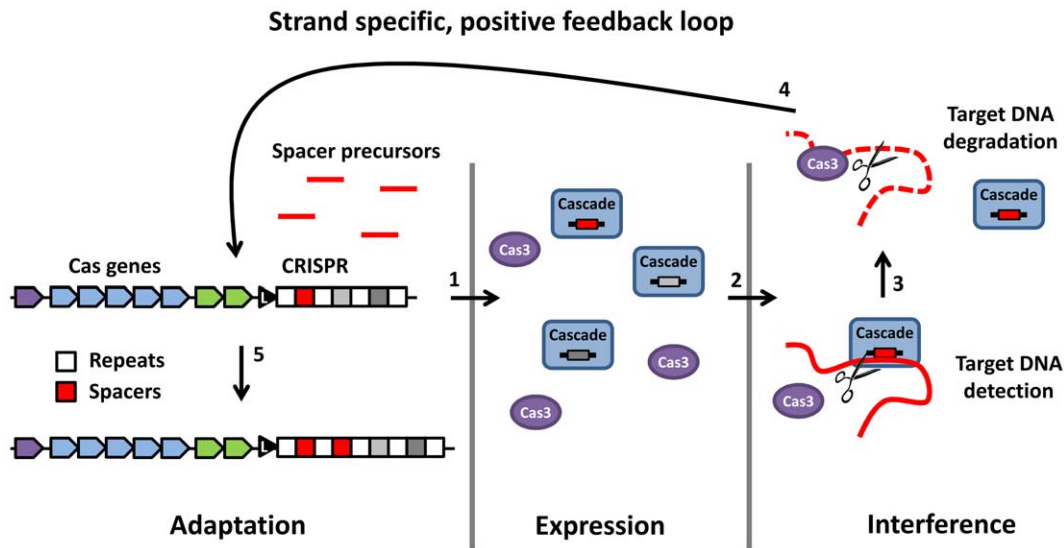 Strand specific, positive feedback loop
4
Target DNA
degradation
Cas3
Cascade
Spacer precursors
Cascade
Cas3
Cascade
Cas genes
CRISPR
L
1
2
3
Cascade
Cas3
Cascade
Cas3
Target DNA
detection
Cas3
5
Repeats
Spacers
L
Adaptation
Expression
Interference